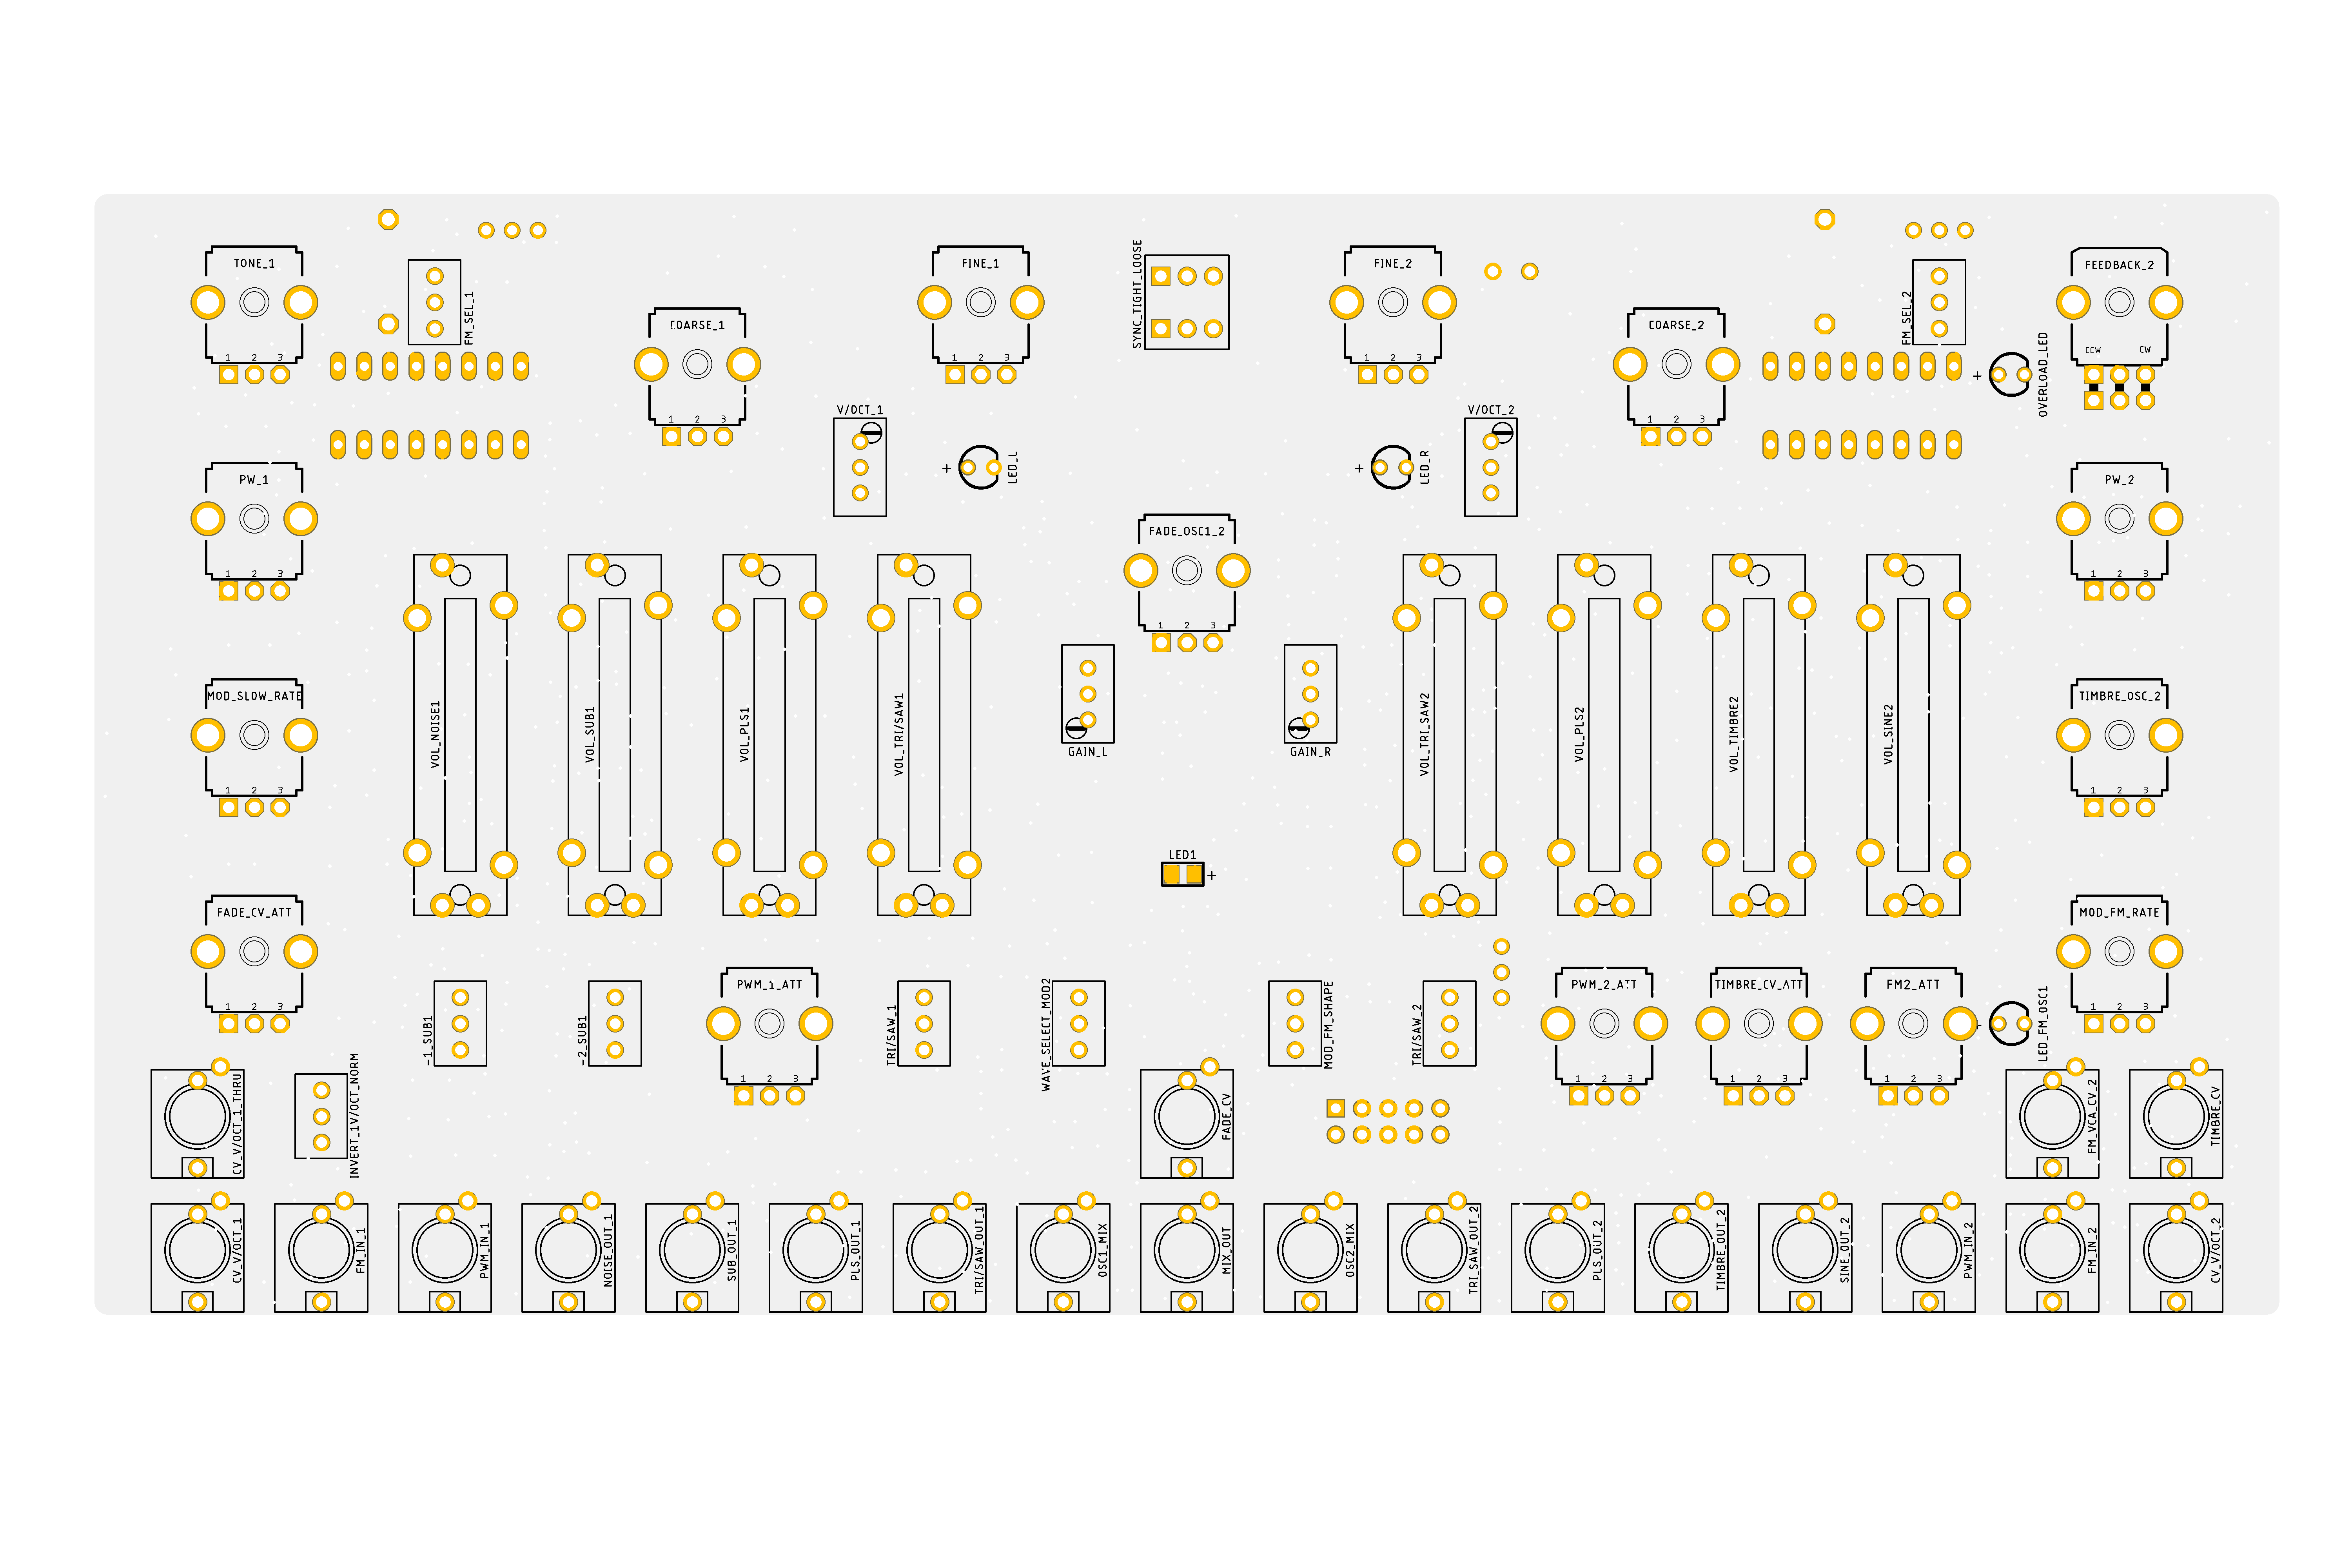 TONE_1
1 2 3
FM_SEL_1
COARSE_1
1 2 3
FINE_1
1 2 3
SYNC_TIGHT_LOOSE
FINE_2
1 2 3
COARSE_2
1 2 3
FM_SEL_2
+
OVERLOAD_LED
FEEDBACK_2
CCW CW
V/OCT_1
+
LED_L
+
LED_R
V/OCT_2
PW_1
1 2 3
FADE_OSC1_2
1 2 3
PW_2
1 2 3
MOD_SLOW_RATE
1 2 3
VOL_NOISE1
VOL_SUB1
VOL_PLS1
VOL_TRI/SAW1
GAIN_L
GAIN_R
VOL_TRI_SAW2
VOL_PLS2
VOL_TIMBRE2
VOL_SINE2
TIMBRE_OSC_2
1 2 3
LED1
+
FADE_CV_ATT
1 2 3
-1_SUB1
-2_SUB1
PWM_1_ATT
1 2 3
TRI/SAW_1
WAVE_SELECT_MOD2
MOD_FM_SHAPE
TRI/SAW_2
PWM_2_ATT
1 2 3
TIMBRE_CV_ATT
1 2 3
FM2_ATT
1 2 3
+
LED_FM_OSC1
MOD_FM_RATE
1 2 3
CV_V/OCT_1_THRU
INVERT_1V/OCT_NORM
FADE_CV
FM_VCA_CV_2
TIMBRE_CV
CV_V/OCT_1
FM_IN_1
PWM_IN_1
NOISE_OUT_1
SUB_OUT_1
PLS_OUT_1
TRI/SAW_OUT_1
OSC1_MIX
MIX_OUT
OSC2_MIX
TRI_SAW_OUT_2
PLS_OUT_2
TIMBRE_OUT_2
SINE_OUT_2
PWM_IN_2
FM_IN_2
CV_V/OCT_2